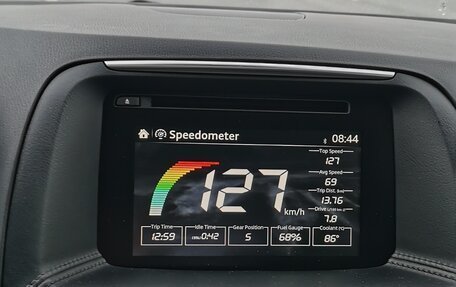 Speedometer 08:44
Top Speed
127
Avg Speed
69
127 km/h
Trip Dist. (km)
13.76
7.8
Trip Time Idle Time Gear Position Fuel Gauge Coolant (°C)
12:59 0:42 5 68% 86°